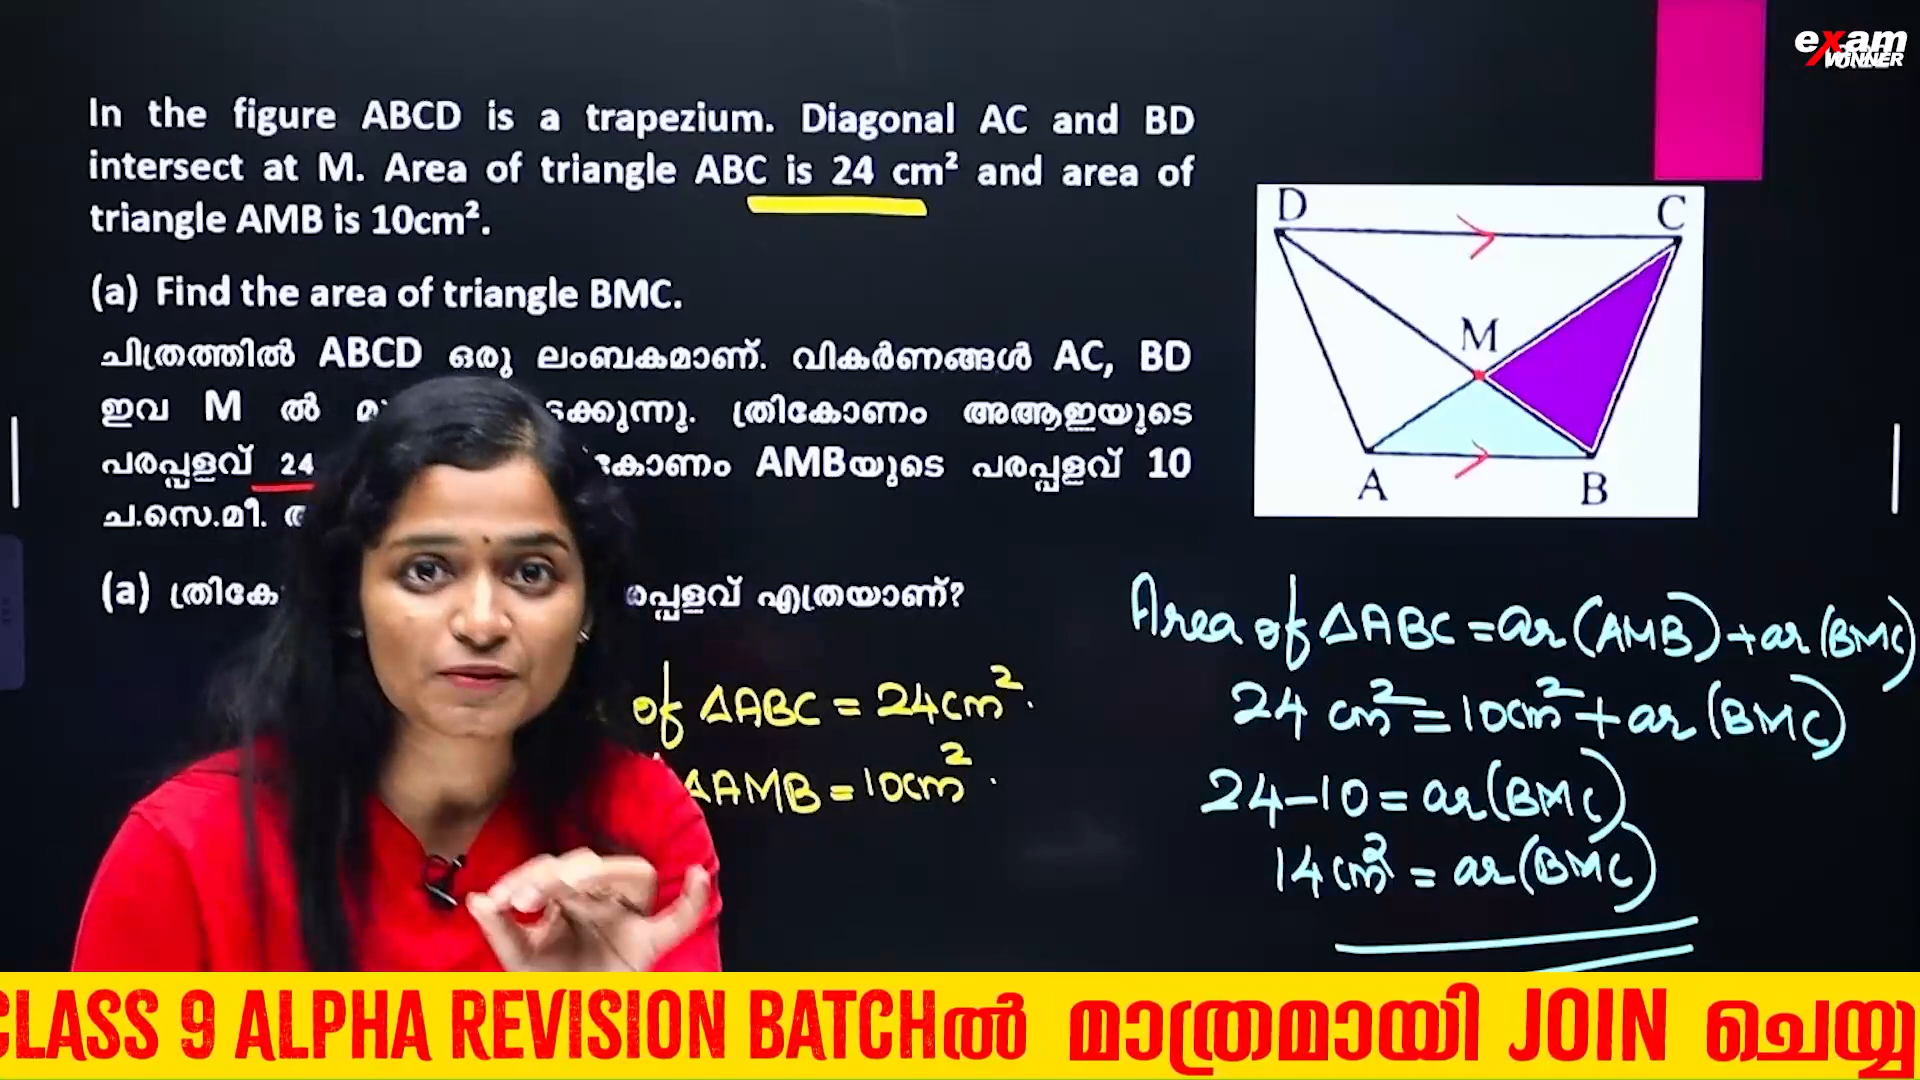 exam
WINNER
In the figure ABCD is a trapezium. Diagonal AC and BD
intersect at M. Area of triangle ABC is 24 cm² and area of
triangle AMB is 10cm².
(a) Find the area of triangle BMC.
ചിത്രത്തിൽ ABCD ഒരു ലംബകമാണ്. വികർണങ്ങൾ AC, BD
ഇവ M ൽ ത്രികോണം അആഇയുടെ
പരപ്പളവ് 24 AMBയുടെ പരപ്പളവ് 10
ച.സെ.മീ.
(a) എത്രയാണ്?
D
C
M
A
B
of ΔABC = 24cm².
ΔAMB = 10cm².
Area of ΔABC = ar (AMB) + ar (BMC)
24 cm² = 10cm² + ar (BMC)
24-10 = ar (BMC)
14cm² = ar (BMC)
CLASS 9 ALPHA REVISION BATCHൽ മാത്രമായി JOIN ചെയ്യ